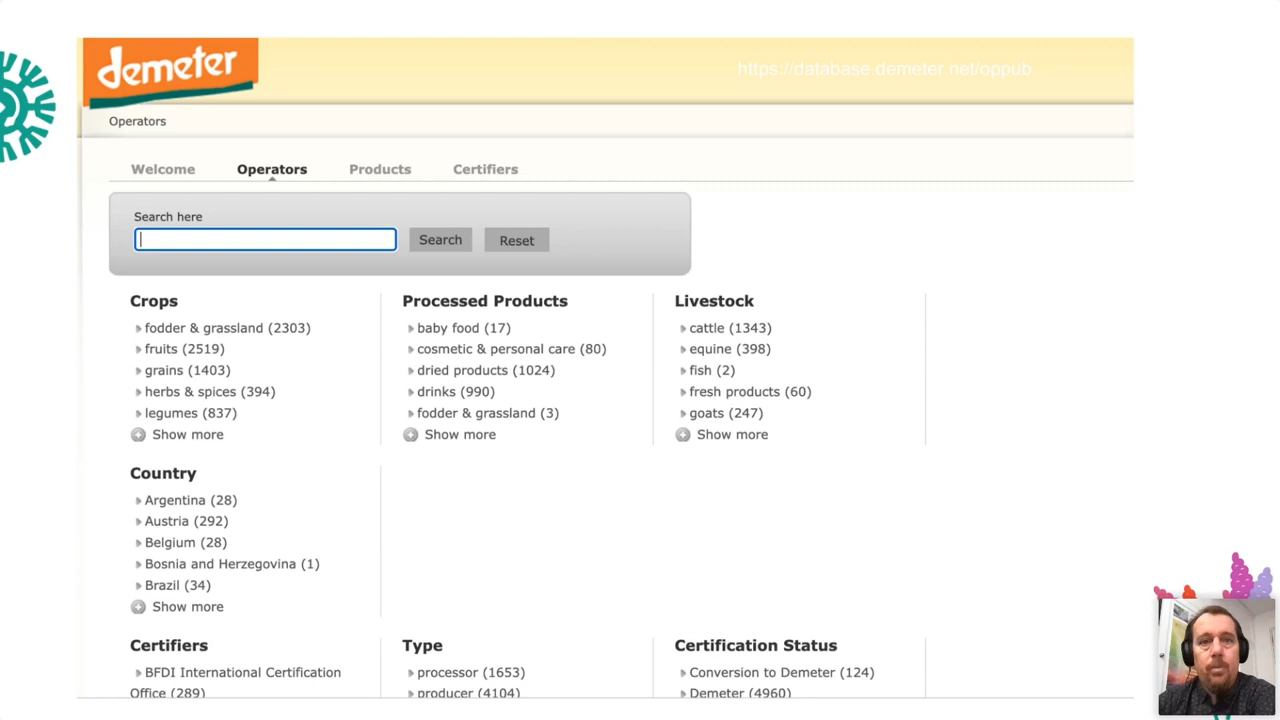 demeter
https://database.demeter.net/oppub
Operators
Welcome
Operators
Products
Certifiers
Search here
Search
Reset
Crops
fodder & grassland (2303)
fruits (2519)
grains (1403)
herbs & spices (394)
legumes (837)
Show more
Processed Products
baby food (17)
cosmetic & personal care (80)
dried products (1024)
drinks (990)
fodder & grassland (3)
Show more
Livestock
cattle (1343)
equine (398)
fish (2)
fresh products (60)
goats (247)
Show more
Country
Argentina (28)
Austria (292)
Belgium (28)
Bosnia and Herzegovina (1)
Brazil (34)
Show more
Certifiers
BFDI International Certification
Office (289)
Type
processor (1653)
producer (4104)
Certification Status
Conversion to Demeter (124)
Demeter (4960)